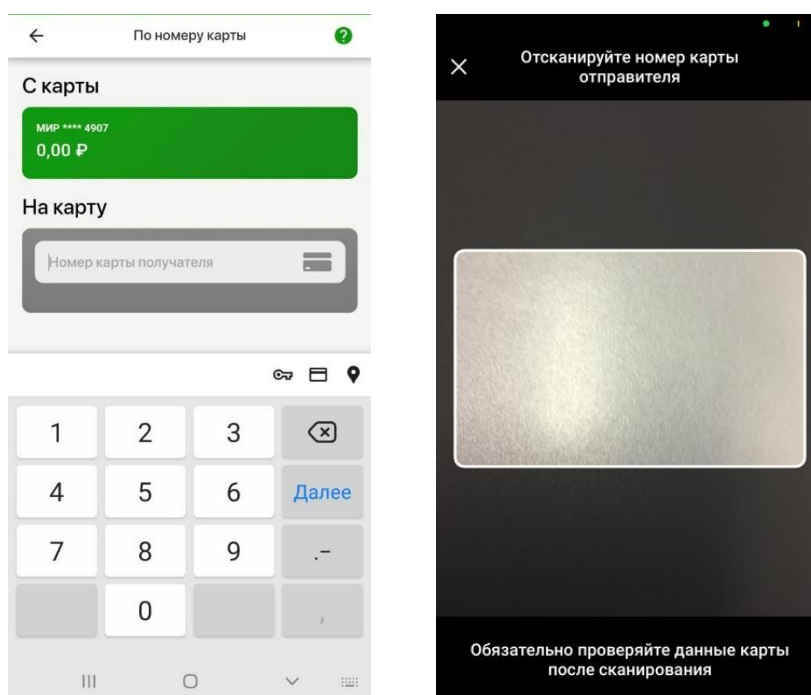 По номеру карты
?
С карты
МИР **** 4907
0,00 ₽
На карту
Номер карты получателя
1 2 3
4 5 6 Далее
7 8 9 .-
0 ,
Отсканируйте номер карты
отправителя
Обязательно проверяйте данные карты
после сканирования